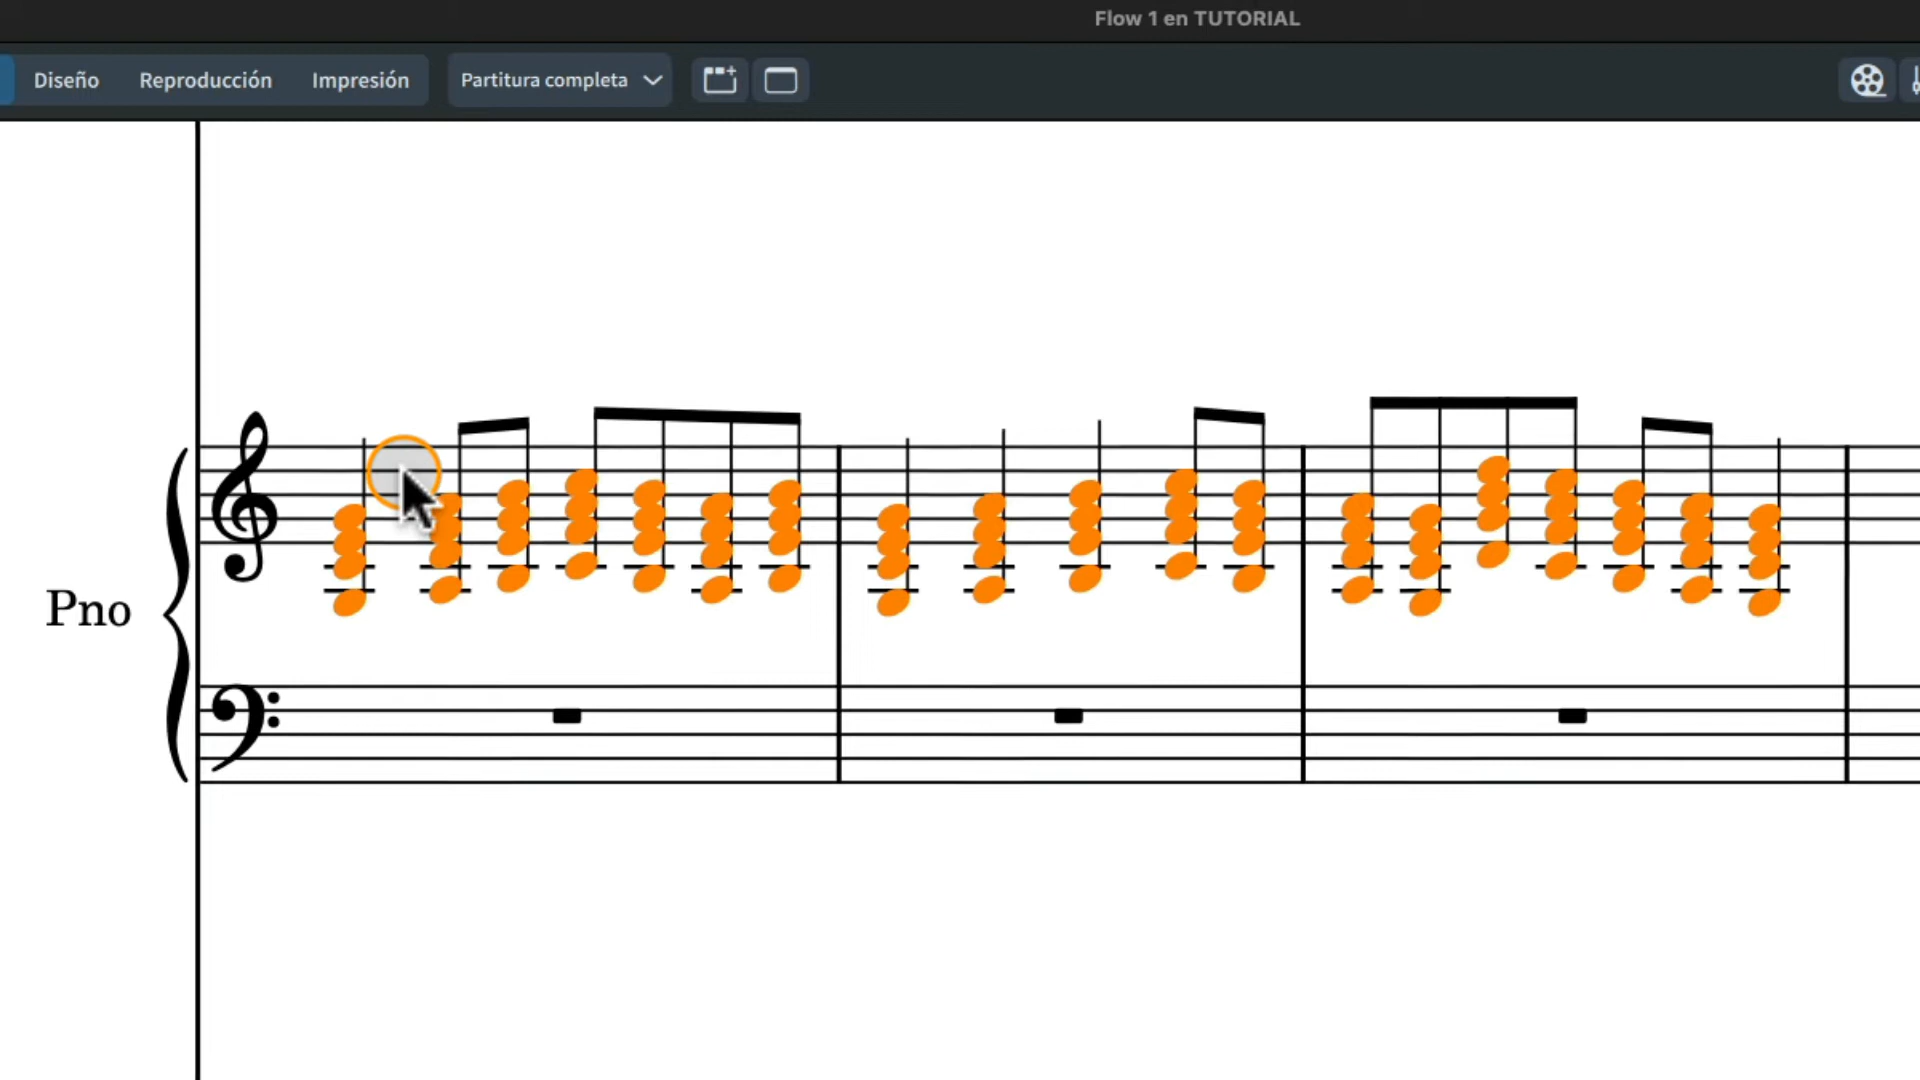 Flow 1 en TUTORIAL
Diseño Reproducción Impresión Partitura completa
Pno